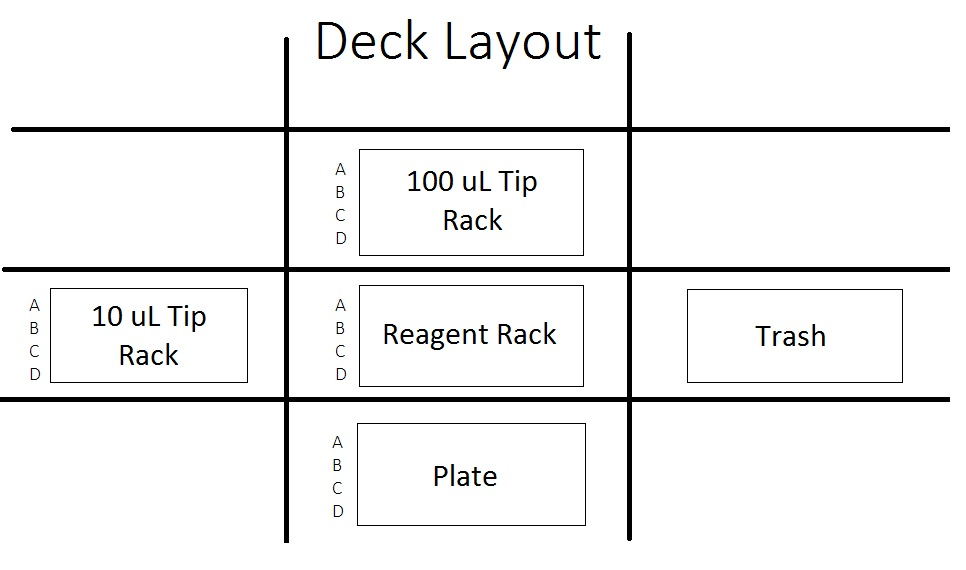 Deck Layout
A
B
C
D
100 uL Tip
Rack
A
B
C
D
10 uL Tip
Rack
A
B
C
D
Reagent Rack
Trash
A
B
C
D
Plate